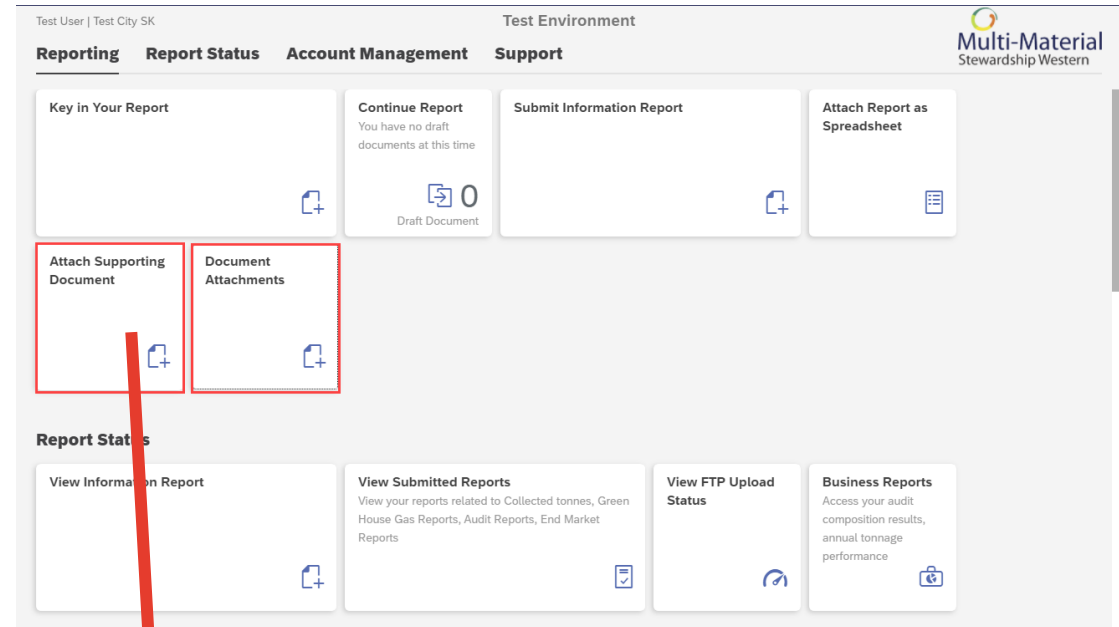 Test User | Test City SK
Test Environment
Multi-Material
Stewardship Western
Reporting Report Status Account Management Support
Key in Your Report
Continue Report
You have no draft
documents at this time
0
Draft Document
Submit Information Report
Attach Report as
Spreadsheet
Attach Supporting
Document
Document
Attachments
Report Status
View Information Report
View Submitted Reports
View your reports related to Collected tonnes, Green
House Gas Reports, Audit Reports, End Market
Reports
View FTP Upload
Status
Business Reports
Access your audit
composition results,
annual tonnage
performance